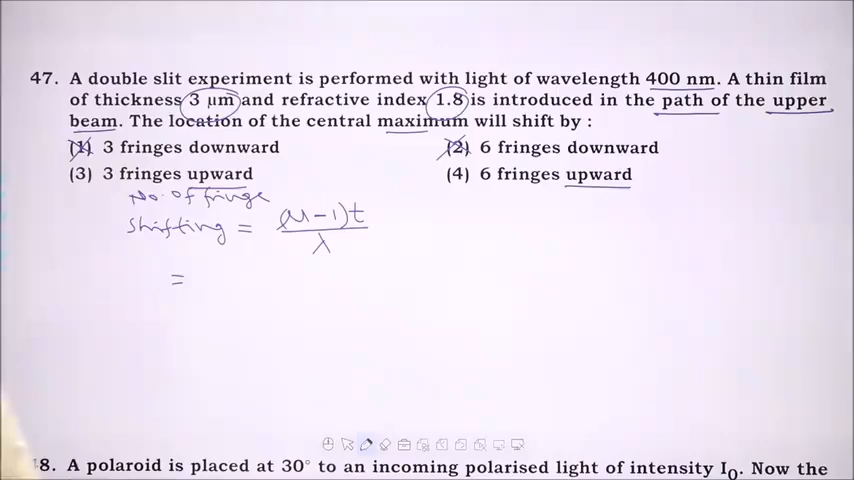 47. A double slit experiment is performed with light of wavelength 400 nm. A thin film
of thickness 3 μm and refractive index 1.8 is introduced in the path of the upper
beam. The location of the central maximum will shift by :
(1) 3 fringes downward (2) 6 fringes downward
(3) 3 fringes upward (4) 6 fringes upward
No. of fringe
shifting = (μ-1)t / λ
=
8. A polaroid is placed at 30° to an incoming polarised light of intensity I₀. Now the